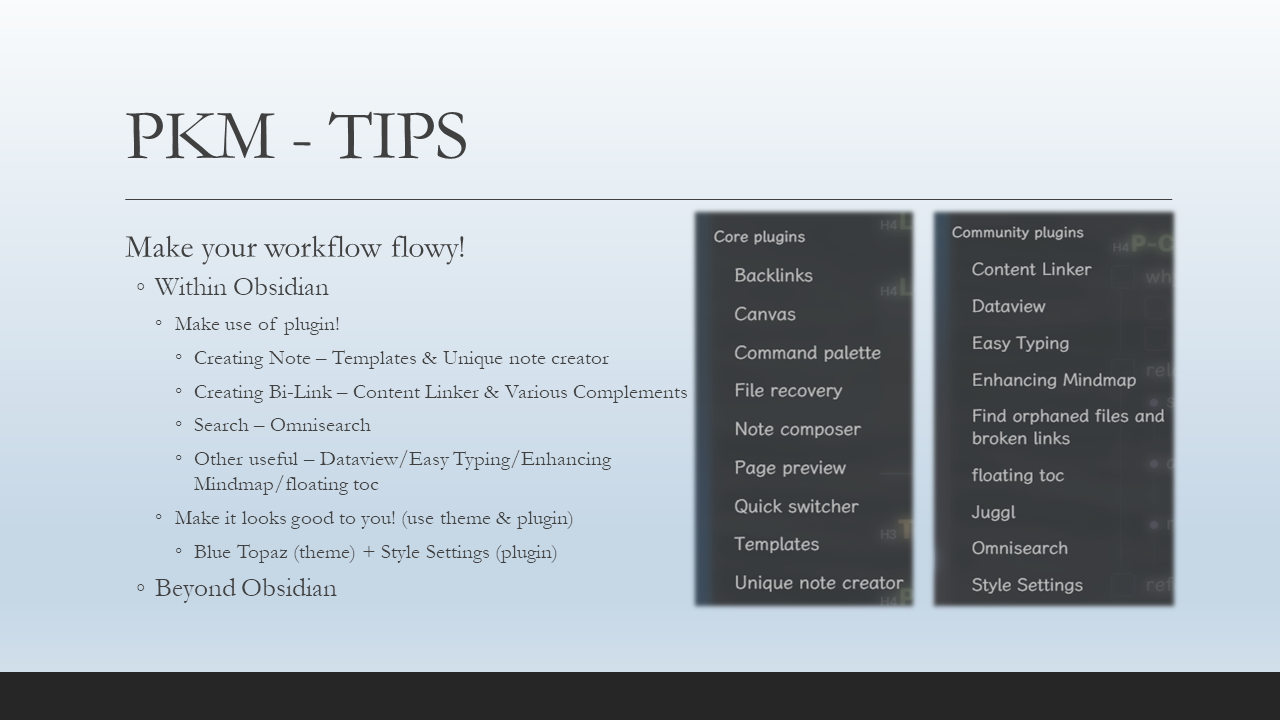 PKM - TIPS
Make your workflow flowy!
◦ Within Obsidian
◦ Make use of plugin!
◦ Creating Note – Templates & Unique note creator
◦ Creating Bi-Link – Content Linker & Various Complements
◦ Search – Omnisearch
◦ Other useful – Dataview/Easy Typing/Enhancing
Mindmap/floating toc
◦ Make it looks good to you! (use theme & plugin)
◦ Blue Topaz (theme) + Style Settings (plugin)
◦ Beyond Obsidian
Core plugins
Backlinks
Canvas
Command palette
File recovery
Note composer
Page preview
Quick switcher
Templates
Unique note creator
Community plugins
Content Linker
Dataview
Easy Typing
Enhancing Mindmap
Find orphaned files and
broken links
floating toc
Juggl
Omnisearch
Style Settings